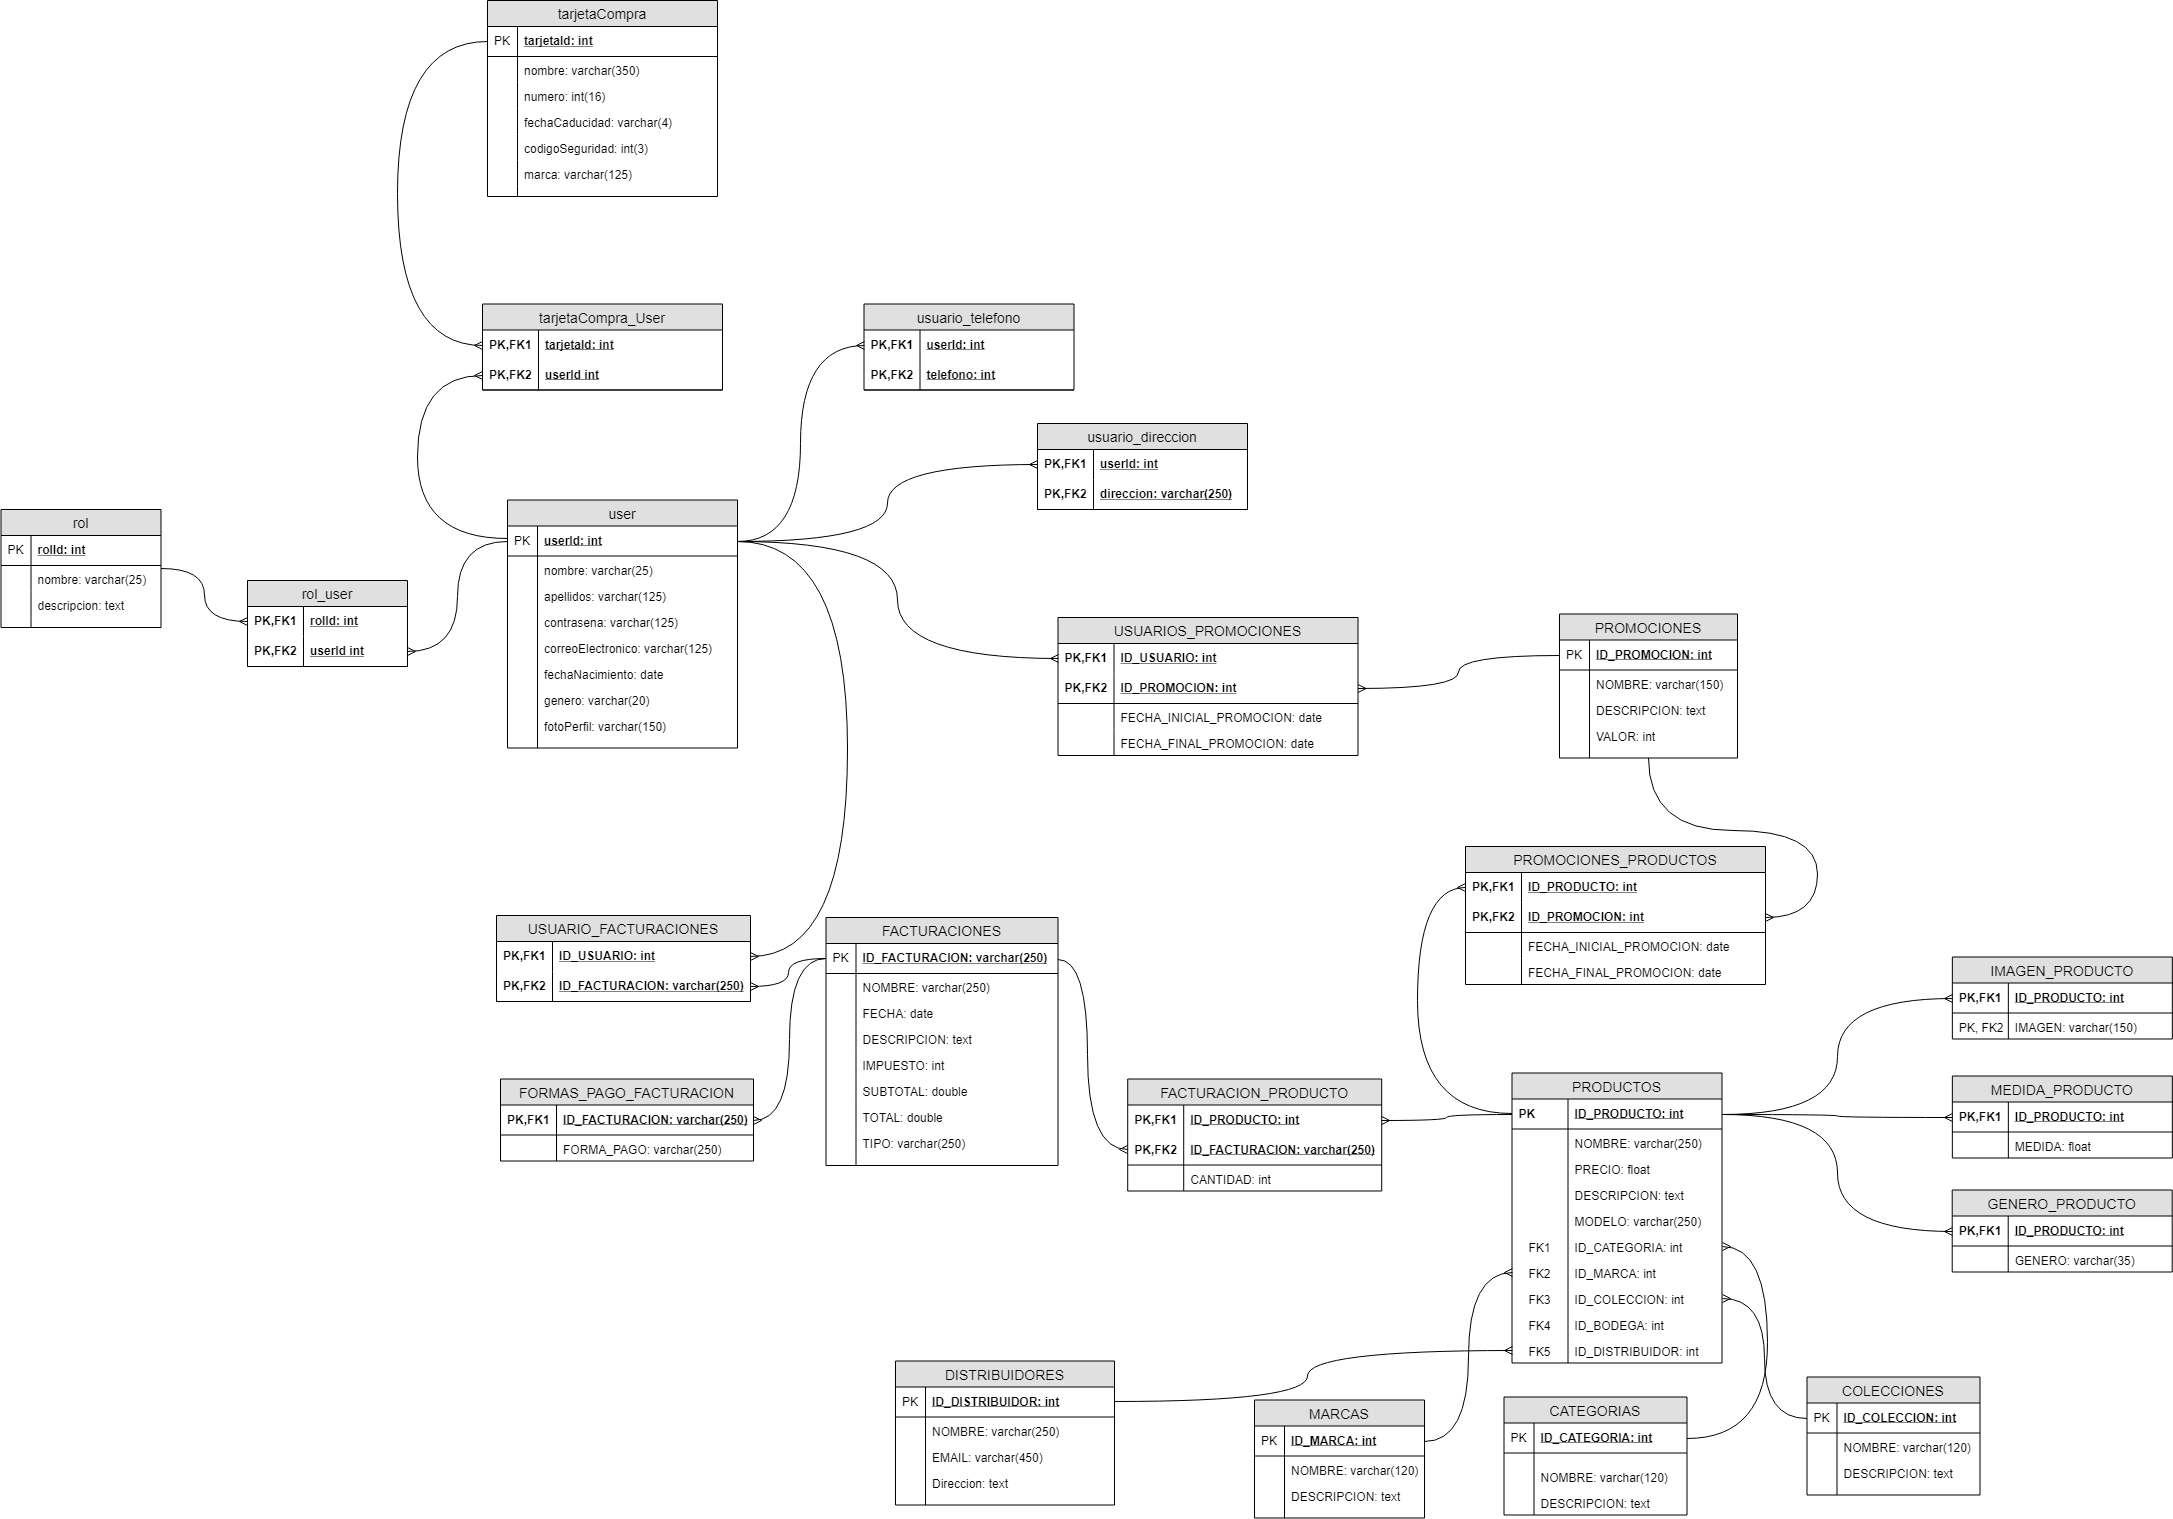 tarjetaCompra
PK tarjetaId: int
nombre: varchar(350)
numero: int(16)
fechaCaducidad: varchar(4)
codigoSeguridad: int(3)
marca: varchar(125)
tarjetaCompra_User
PK,FK1 tarjetaId: int
PK,FK2 userId int
usuario_telefono
PK,FK1 userId: int
PK,FK2 telefono: int
usuario_direccion
PK,FK1 userId: int
PK,FK2 direccion: varchar(250)
rol
PK rolId: int
nombre: varchar(25)
descripcion: text
rol_user
PK,FK1 rolId: int
PK,FK2 userId int
user
PK userId: int
nombre: varchar(25)
apellidos: varchar(125)
contrasena: varchar(125)
correoElectronico: varchar(125)
fechaNacimiento: date
genero: varchar(20)
fotoPerfil: varchar(150)
USUARIOS_PROMOCIONES
PK,FK1 ID_USUARIO: int
PK,FK2 ID_PROMOCION: int
FECHA_INICIAL_PROMOCION: date
FECHA_FINAL_PROMOCION: date
PROMOCIONES
PK ID_PROMOCION: int
NOMBRE: varchar(150)
DESCRIPCION: text
VALOR: int
PROMOCIONES_PRODUCTOS
PK,FK1 ID_PRODUCTO: int
PK,FK2 ID_PROMOCION: int
FECHA_INICIAL_PROMOCION: date
FECHA_FINAL_PROMOCION: date
USUARIO_FACTURACIONES
PK,FK1 ID_USUARIO: int
PK,FK2 ID_FACTURACION: varchar(250)
FACTURACIONES
PK ID_FACTURACION: varchar(250)
NOMBRE: varchar(250)
FECHA: date
DESCRIPCION: text
IMPUESTO: int
SUBTOTAL: double
TOTAL: double
TIPO: varchar(250)
FORMAS_PAGO_FACTURACION
PK,FK1 ID_FACTURACION: varchar(250)
FORMA_PAGO: varchar(250)
FACTURACION_PRODUCTO
PK,FK1 ID_PRODUCTO: int
PK,FK2 ID_FACTURACION: varchar(250)
CANTIDAD: int
PRODUCTOS
PK ID_PRODUCTO: int
NOMBRE: varchar(250)
PRECIO: float
DESCRIPCION: text
MODELO: varchar(250)
FK1 ID_CATEGORIA: int
FK2 ID_MARCA: int
FK3 ID_COLECCION: int
FK4 ID_BODEGA: int
FK5 ID_DISTRIBUIDOR: int
IMAGEN_PRODUCTO
PK,FK1 ID_PRODUCTO: int
PK, FK2 IMAGEN: varchar(150)
MEDIDA_PRODUCTO
PK,FK1 ID_PRODUCTO: int
MEDIDA: float
GENERO_PRODUCTO
PK,FK1 ID_PRODUCTO: int
GENERO: varchar(35)
DISTRIBUIDORES
PK ID_DISTRIBUIDOR: int
NOMBRE: varchar(250)
EMAIL: varchar(450)
Direccion: text
MARCAS
PK ID_MARCA: int
NOMBRE: varchar(120)
DESCRIPCION: text
CATEGORIAS
PK ID_CATEGORIA: int
NOMBRE: varchar(120)
DESCRIPCION: text
COLECCIONES
PK ID_COLECCION: int
NOMBRE: varchar(120)
DESCRIPCION: text